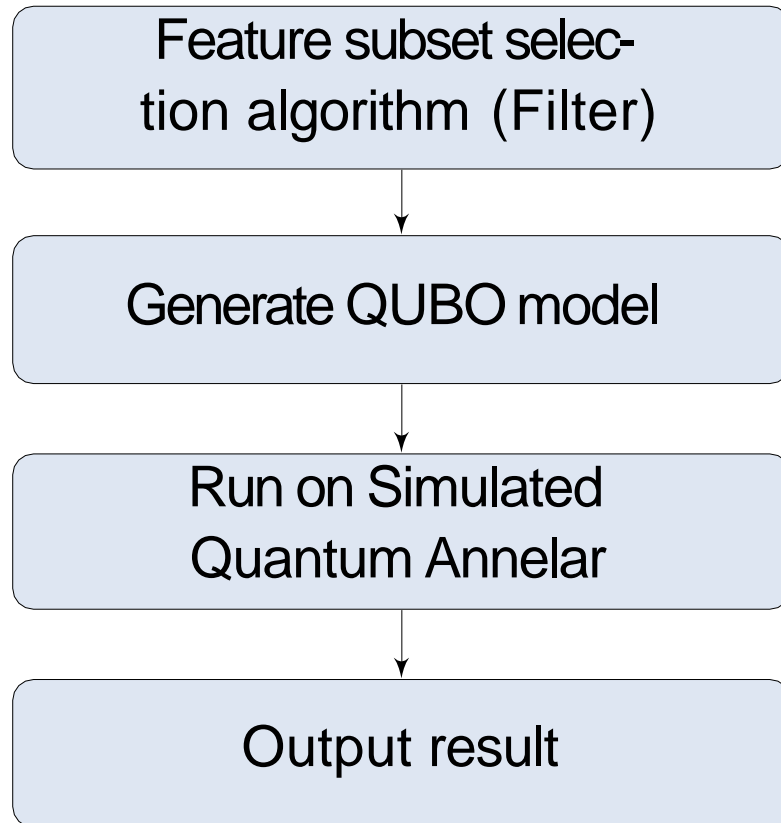 Feature subset selec-
tion algorithm (Filter)
Generate QUBO model
Run on Simulated
Quantum Annelar
Output result